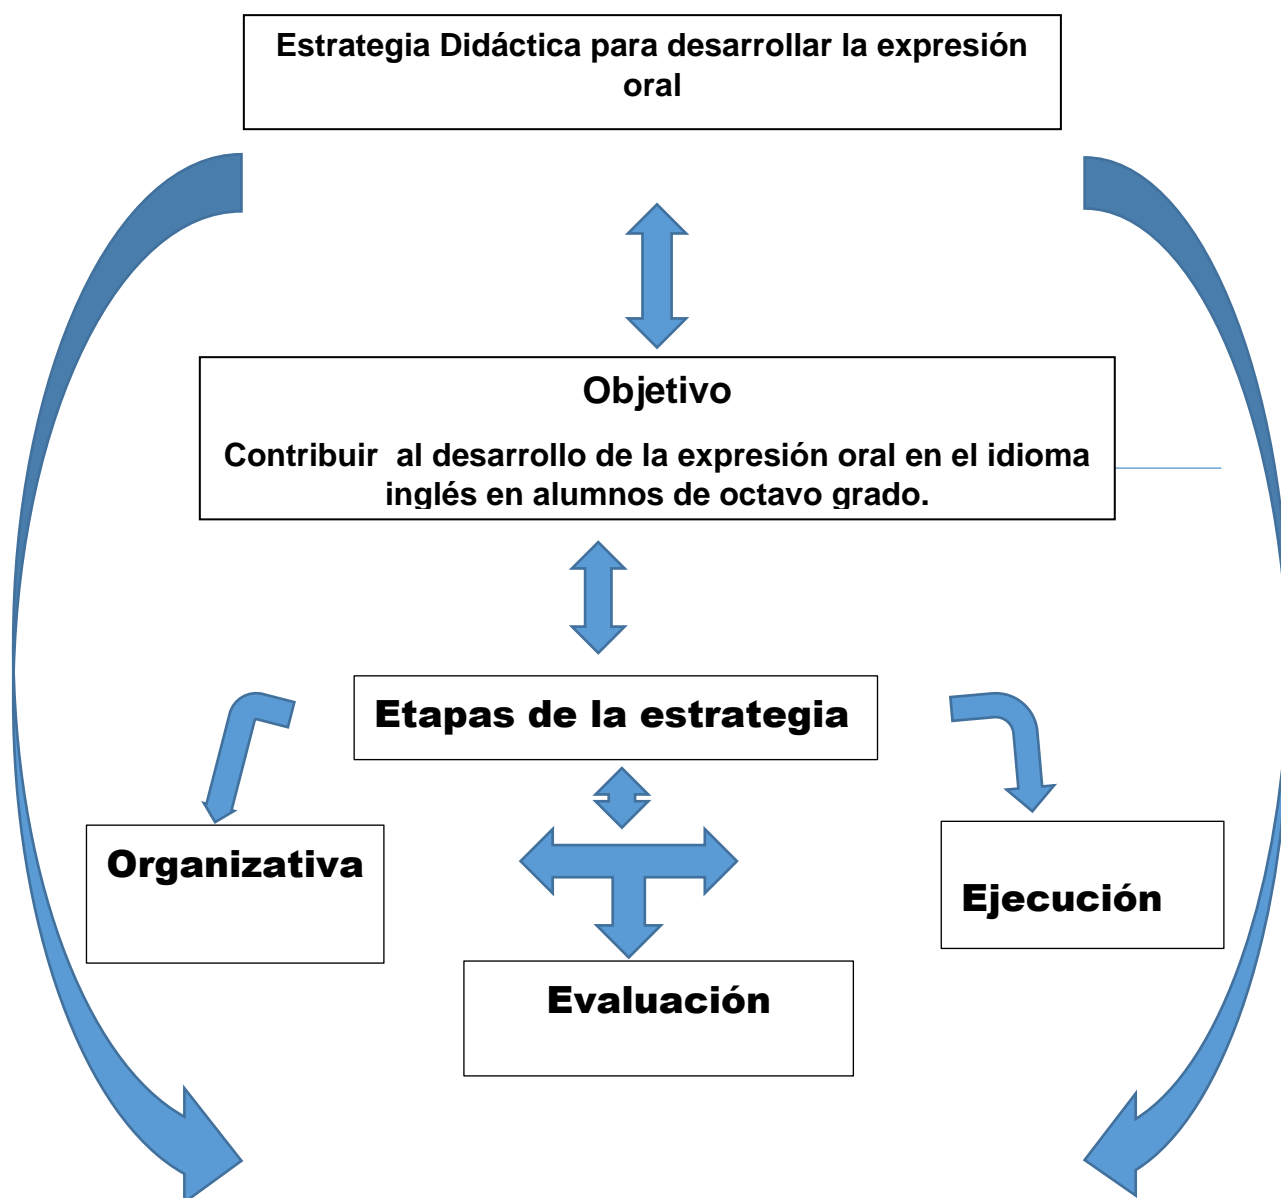 Estrategia Didáctica para desarrollar la expresión
oral
Objetivo
Contribuir  al desarrollo de la expresión oral en el idioma
inglés en alumnos de octavo grado.
Etapas de la estrategia
Organizativa
Ejecución
Evaluación